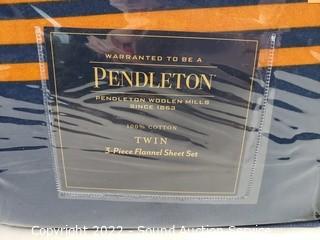 WARRANTED TO BE A
PENDLETON
PENDLETON WOOLEN MILLS
SINCE 1863
100% COTTON
TWIN
3-Piece Flannel Sheet Set
Copyright 2022 - Sound Auction Service